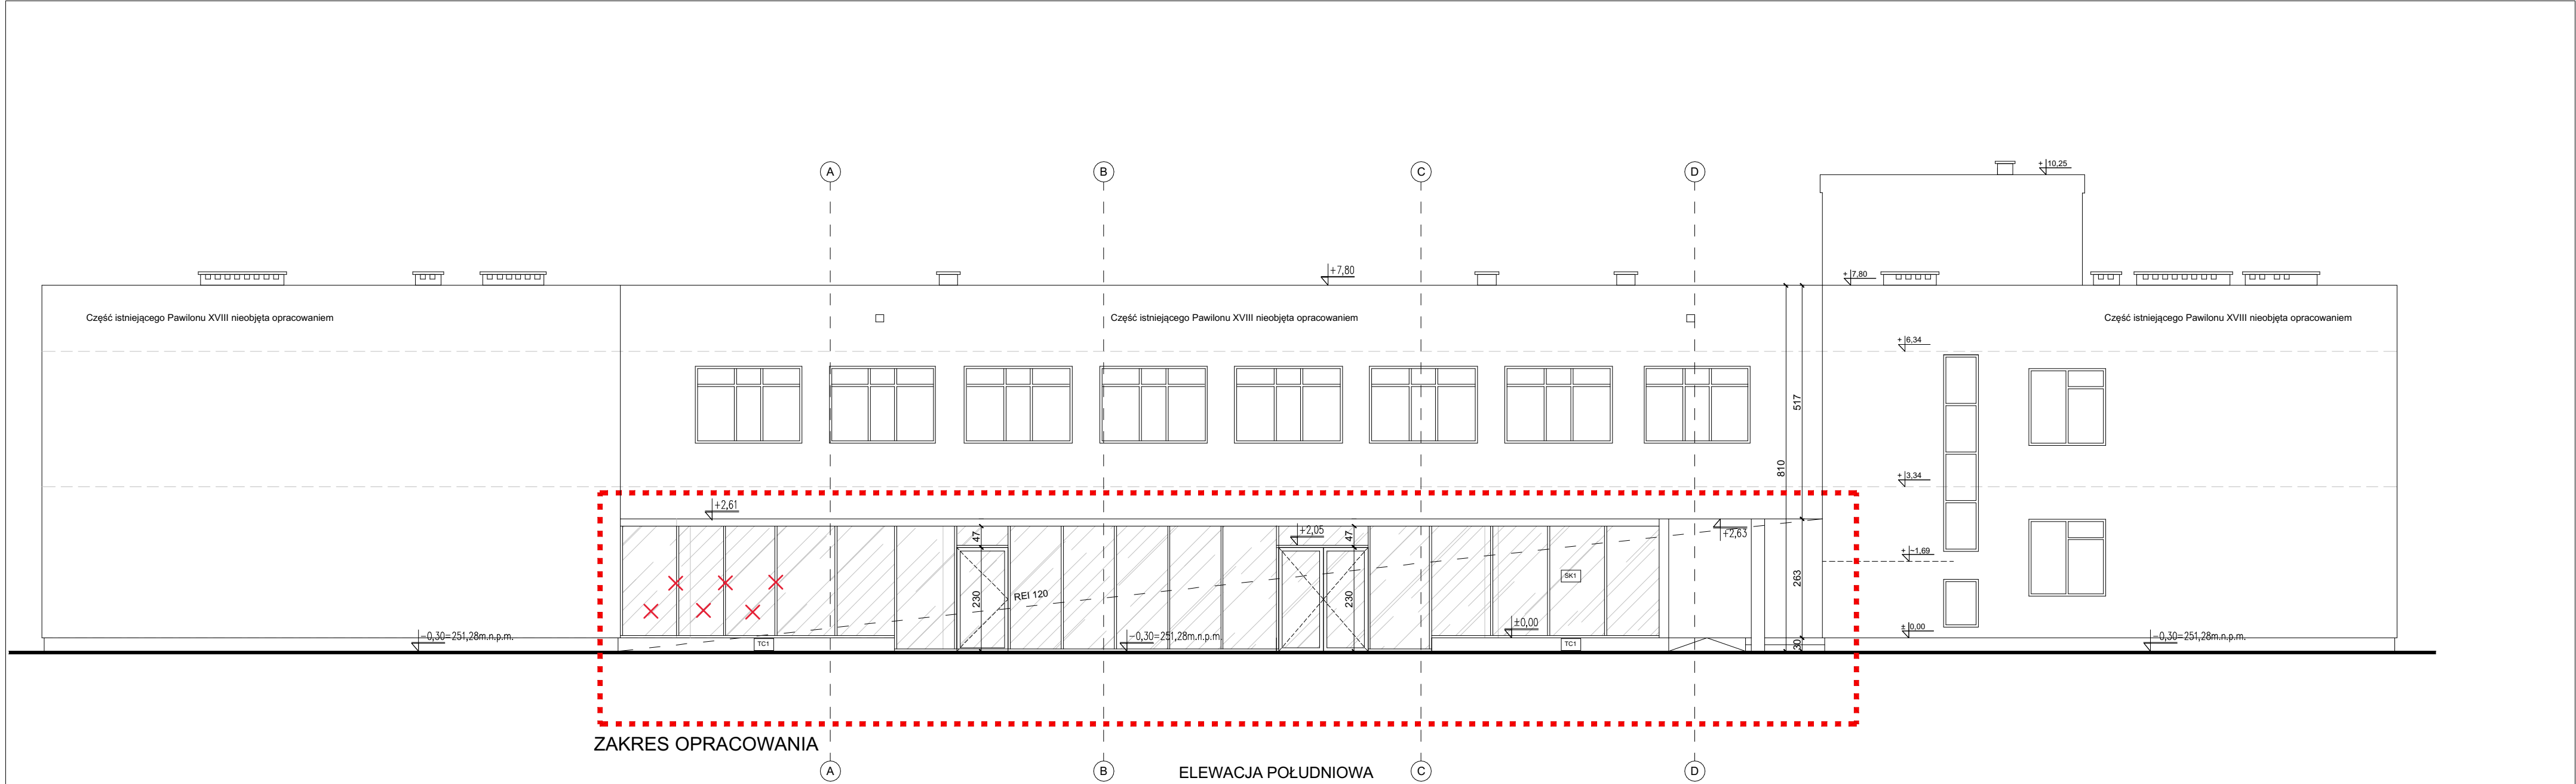 A
B
C
D
+10,25
+7,80
+7,80
Część istniejącego Pawilonu XVIII nieobjęta opracowaniem
Część istniejącego Pawilonu XVIII nieobjęta opracowaniem
Część istniejącego Pawilonu XVIII nieobjęta opracowaniem
+6,34
517
810
+3,34
+2,61
47
+2,05
47
+2,63
+~1,69
SK1
263
230
REI 120
230
±0,00
±0,00
-0,30=251,28m.n.p.m.
-0,30=251,28m.n.p.m.
-0,30=251,28m.n.p.m.
TC1
TC1
30
ZAKRES OPRACOWANIA
A
B
ELEWACJA POŁUDNIOWA
C
D